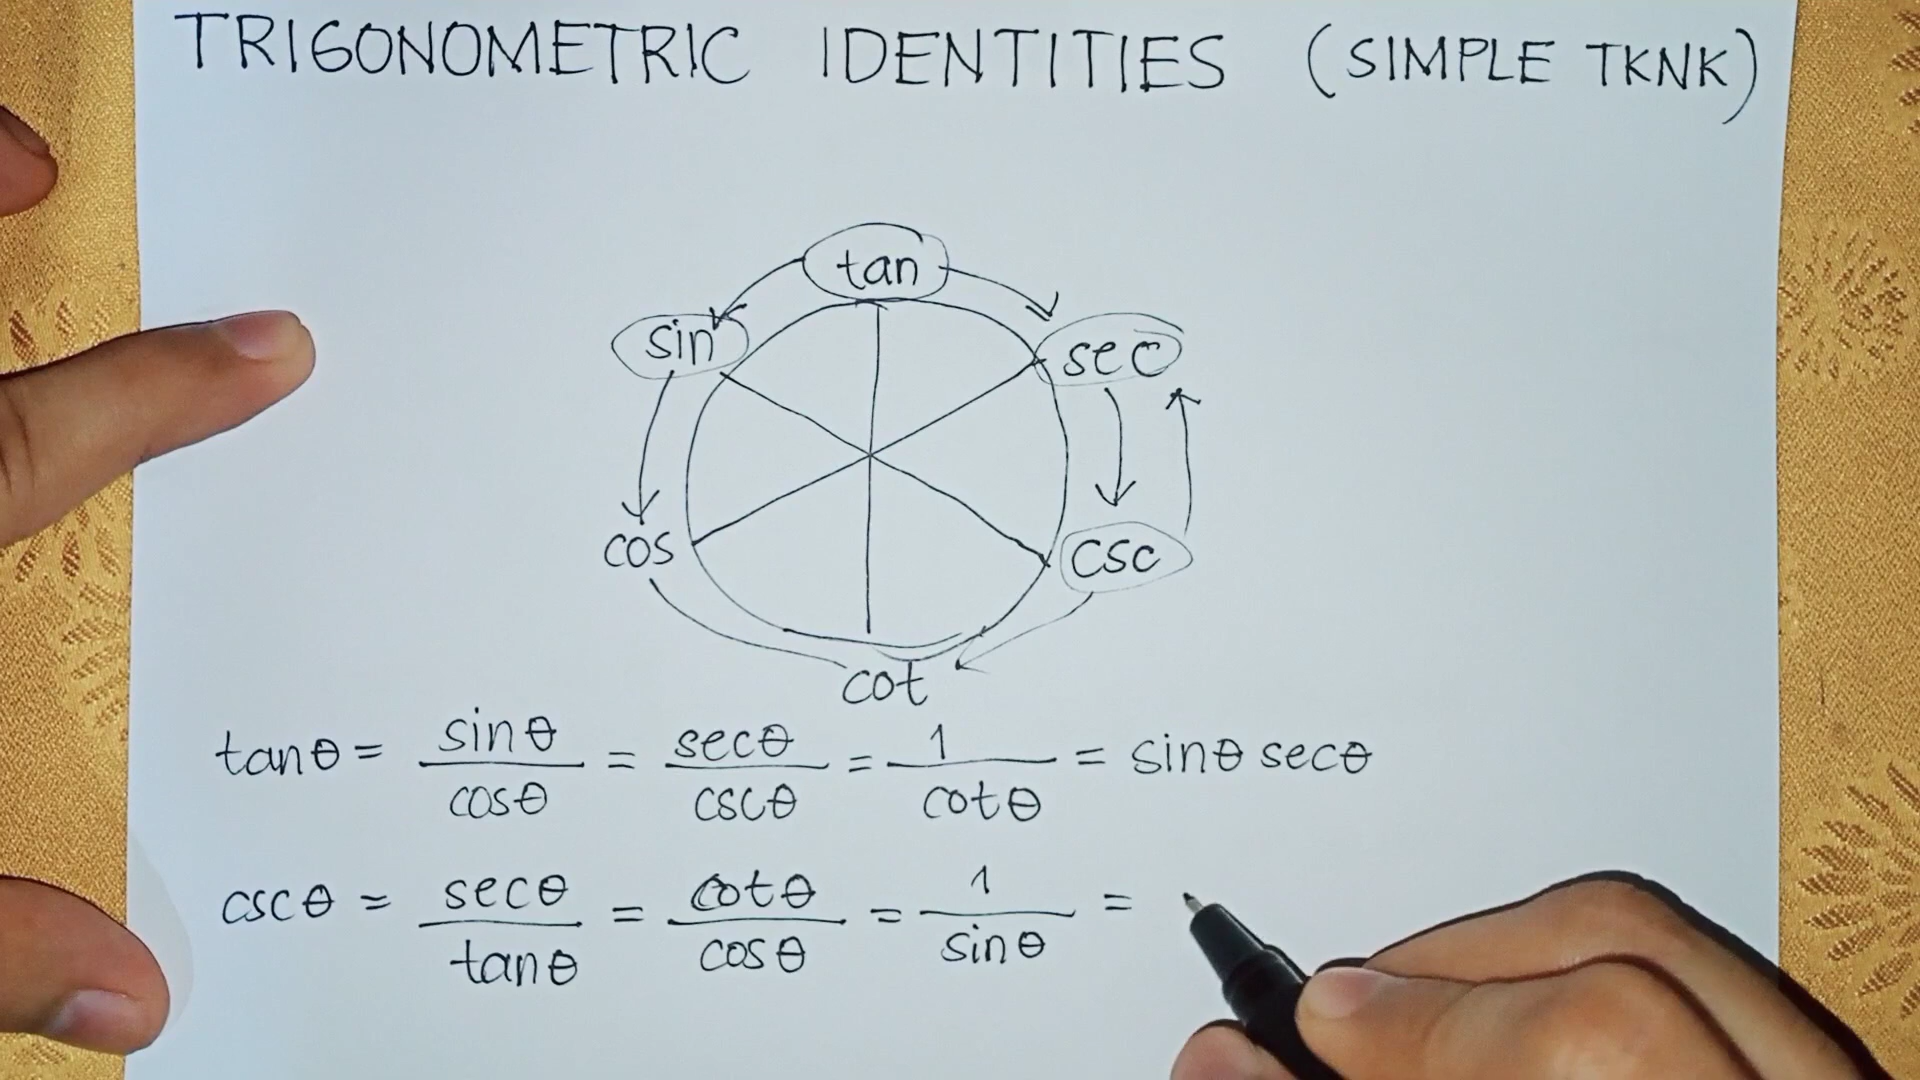 TRIGONOMETRIC IDENTITIES (SIMPLE TKNK)
tan
sin
sec
cos
csc
cot
tanθ = sinθ/cosθ = secθ/cscθ = 1/cotθ = sinθ secθ
cscθ = secθ/tanθ = cotθ/cosθ = 1/sinθ =